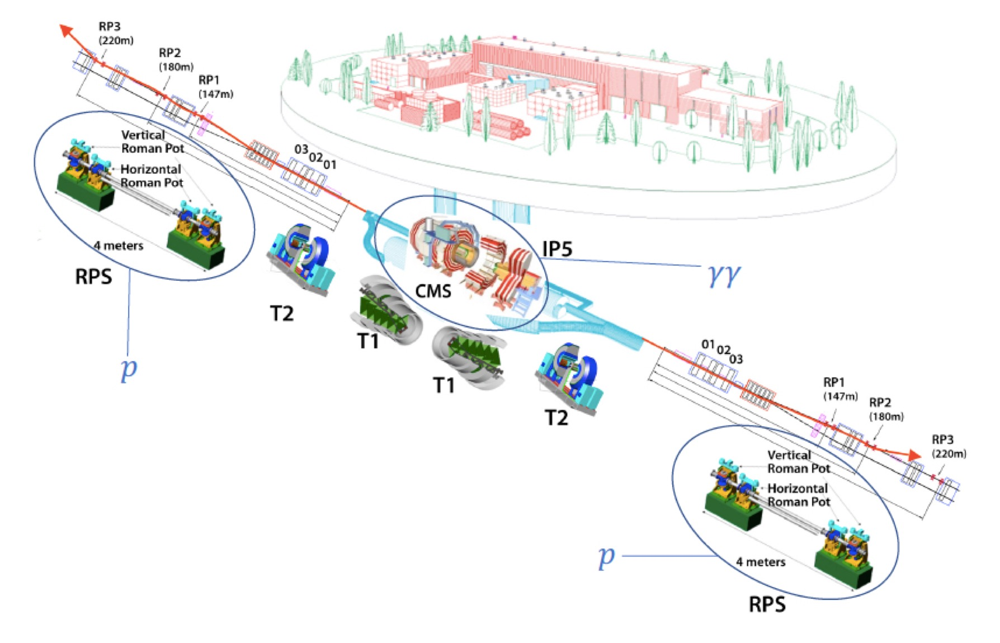 RP3
(220m)
RP2
(180m)
RP1
(147m)
Vertical
Roman Pot
Horizontal
Roman Pot
03
02
01
4 meters
RPS
p
T2
T1
CMS
IP5
γγ
T1
T2
01
02
03
RP1
(147m)
RP2
(180m)
RP3
(220m)
Vertical
Roman Pot
Horizontal
Roman Pot
4 meters
RPS
p